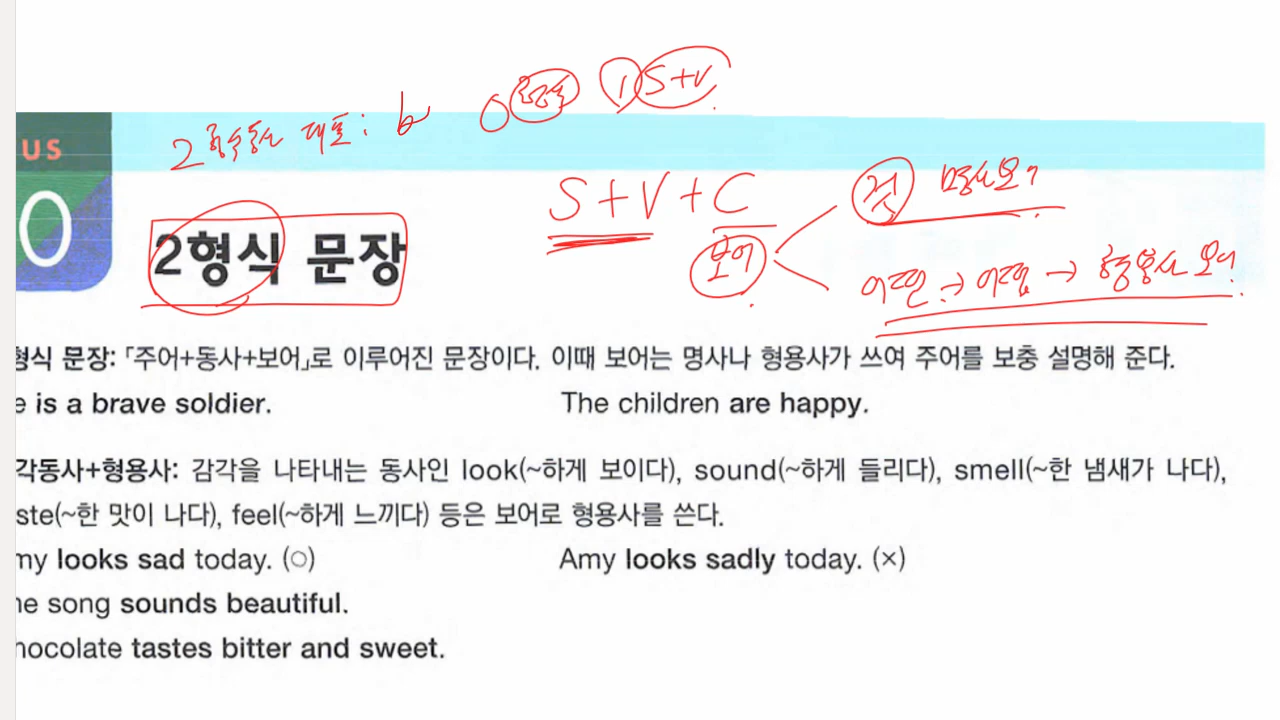 S+V
2형식동사 대표: b
S+V+C
것 명사보어
보어
어떤 → 어떰 → 형용사 보어
US
0
2형식 문장
형식 문장: 「주어+동사+보어」로 이루어진 문장이다. 이때 보어는 명사나 형용사가 쓰여 주어를 보충 설명해 준다.
e is a brave soldier. The children are happy.
각동사+형용사: 감각을 나타내는 동사인 look(~하게 보이다), sound(~하게 들리다), smell(~한 냄새가 나다),
ste(~한 맛이 나다), feel(~하게 느끼다) 등은 보어로 형용사를 쓴다.
my looks sad today. (○) Amy looks sadly today. (×)
ne song sounds beautiful.
hocolate tastes bitter and sweet.